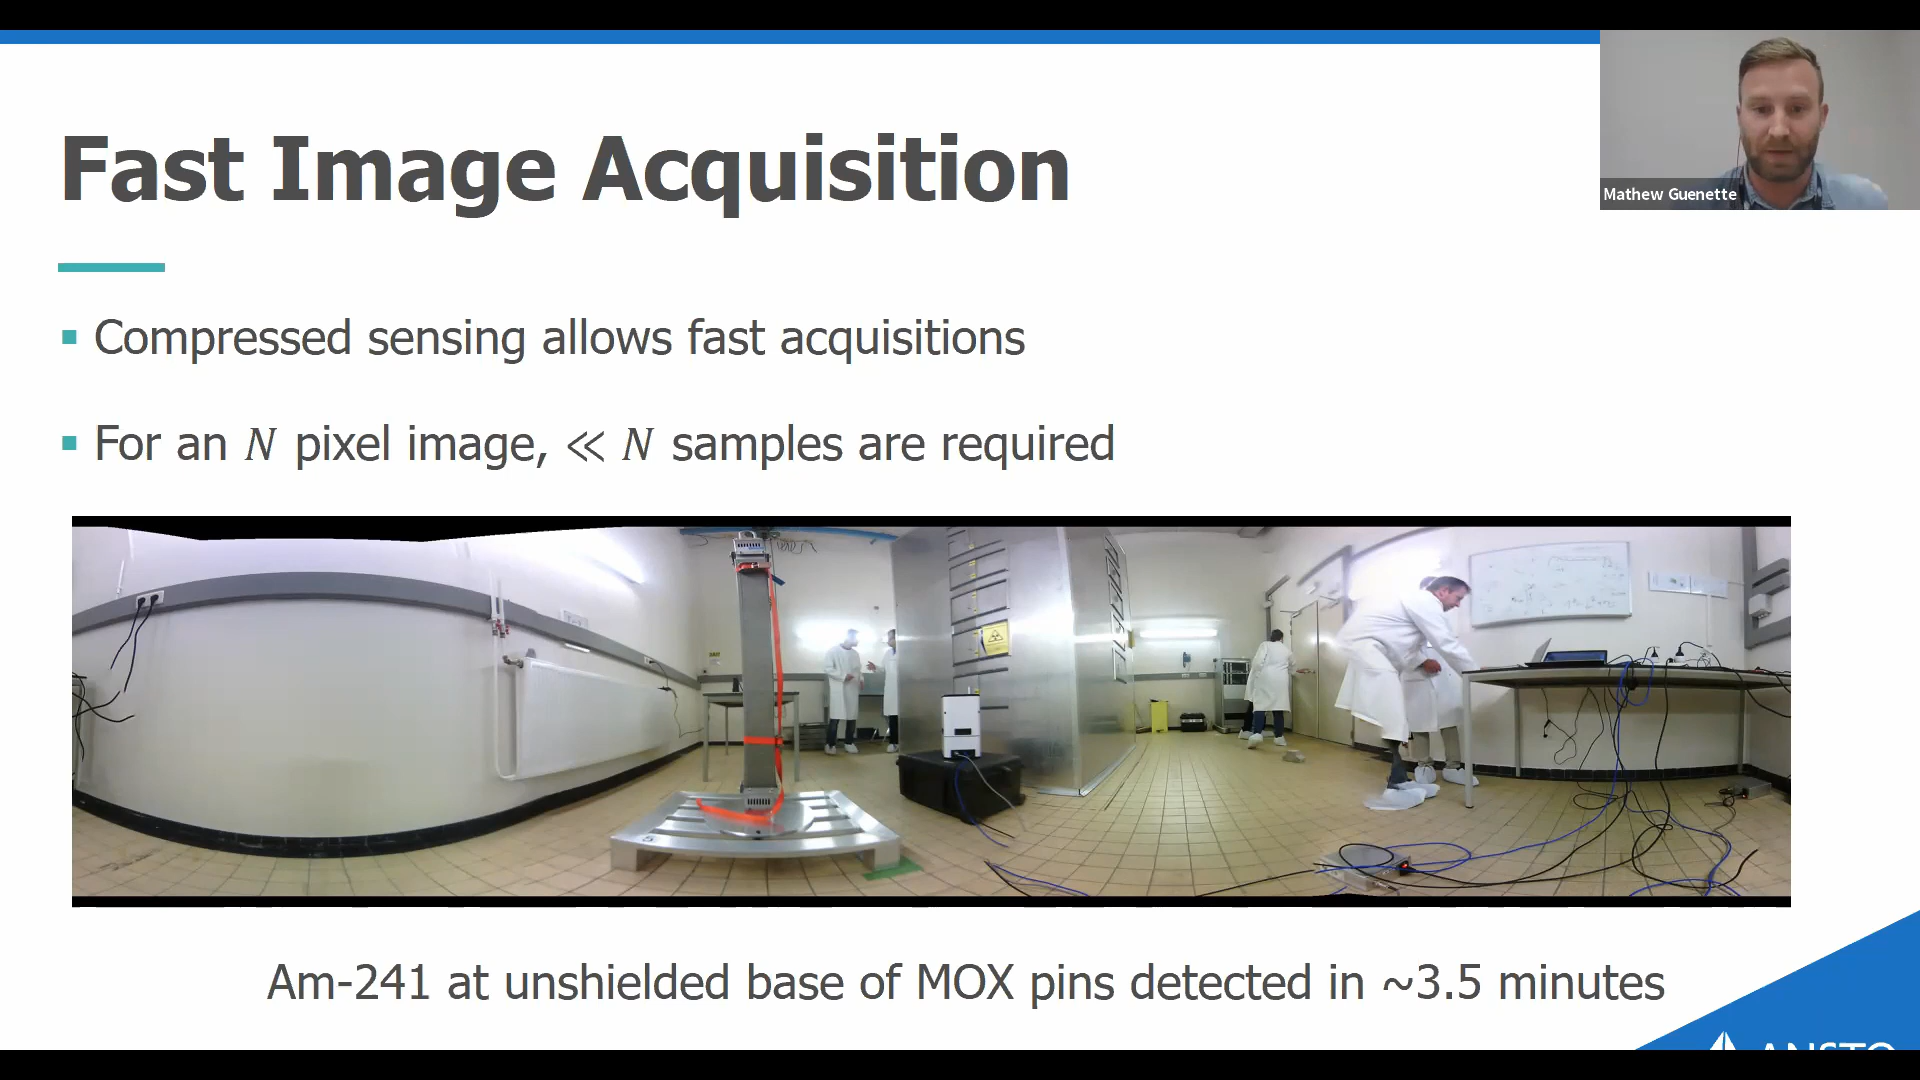 Fast Image Acquisition
Mathew Guenette
Compressed sensing allows fast acquisitions
For an N pixel image, ≪ N samples are required
Am-241 at unshielded base of MOX pins detected in ~3.5 minutes
ANSTO